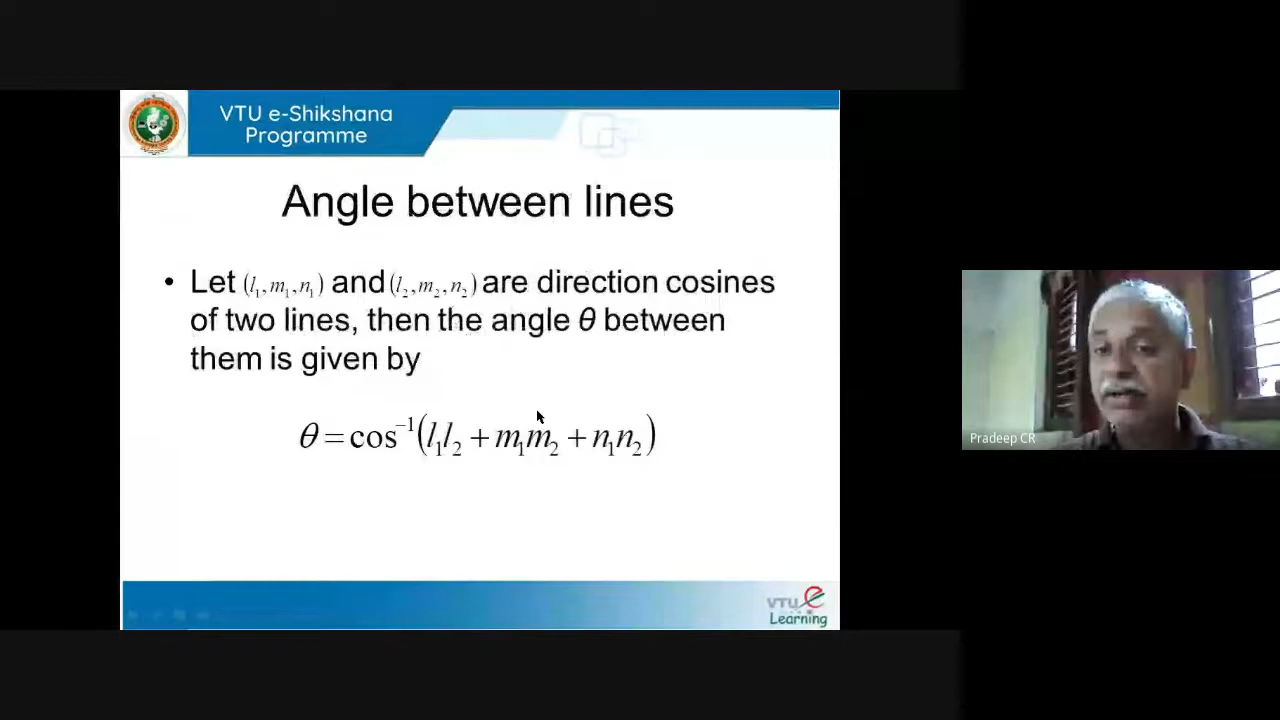 VTU e-Shikshana
Programme
Angle between lines
• Let (l₁,m₁,n₁) and (l₂,m₂,n₂) are direction cosines
of two lines, then the angle θ between
them is given by
θ = cos⁻¹(l₁l₂ + m₁m₂ + n₁n₂)
Pradeep CR
VTU e
Learning